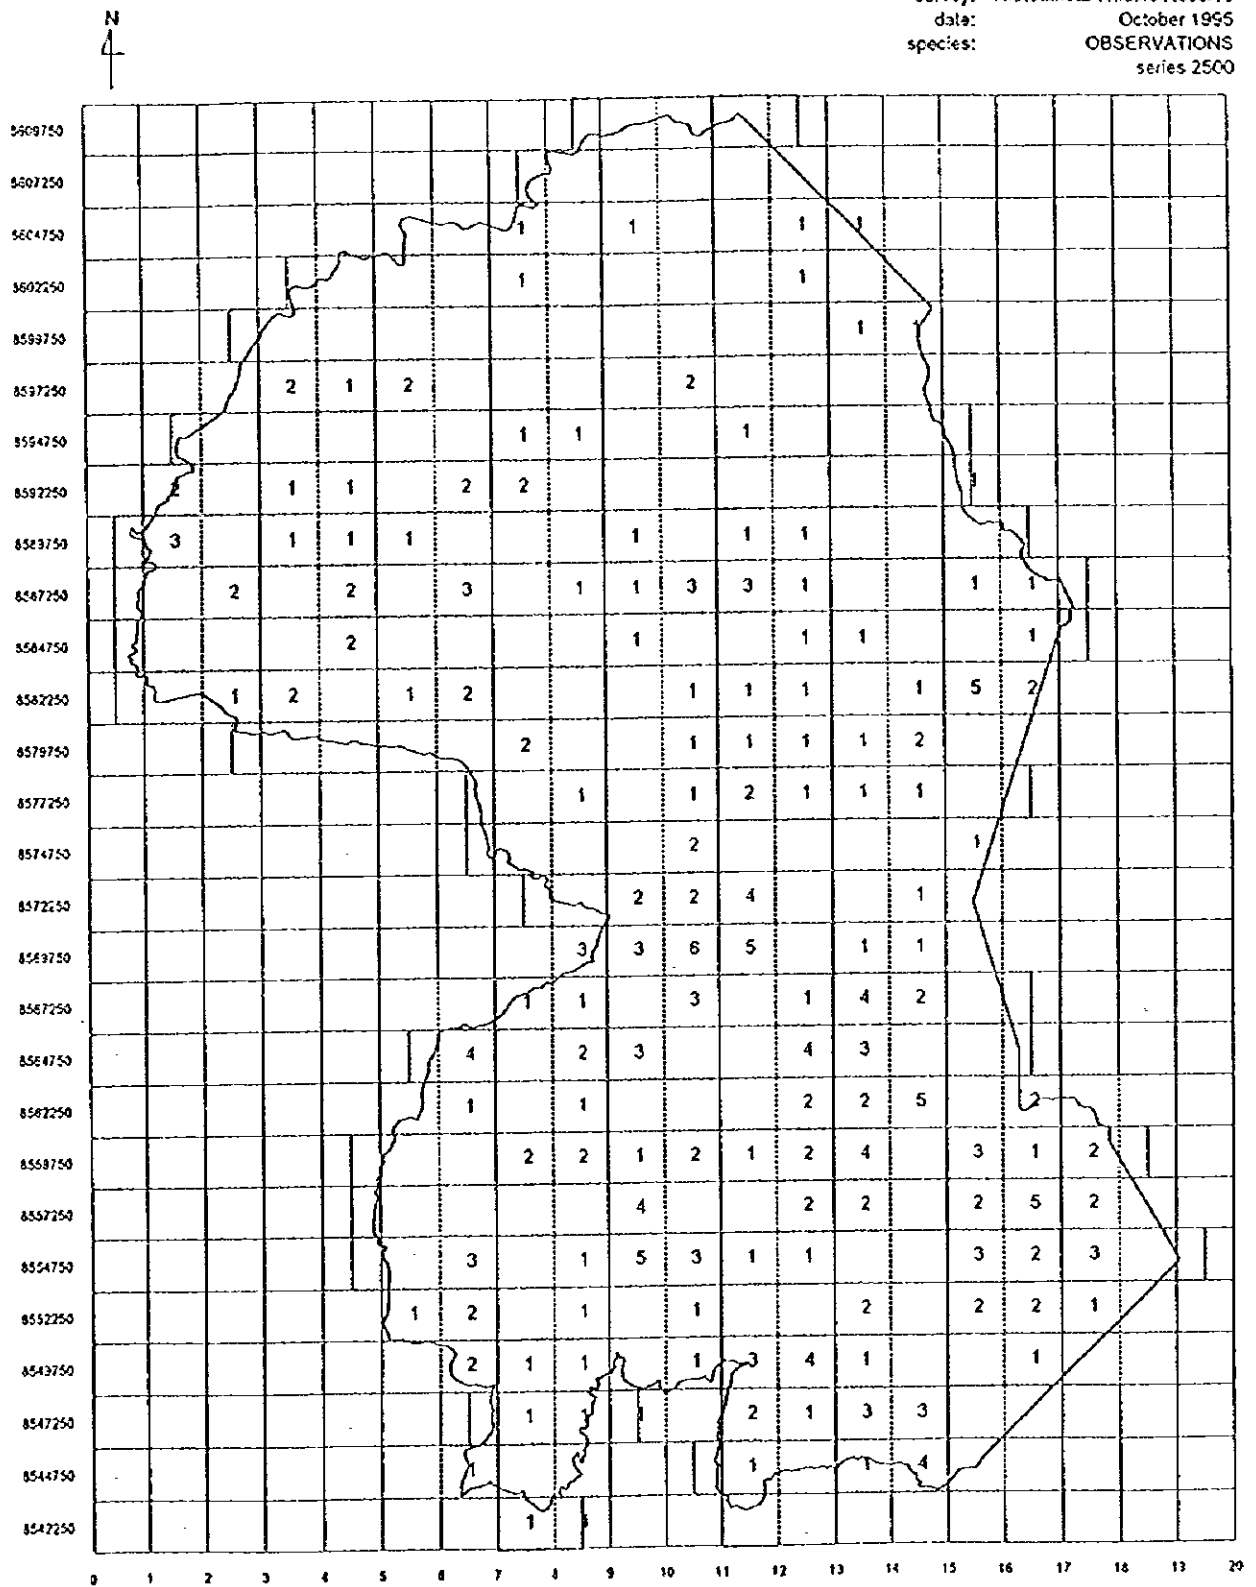 N
date: October 1995
species: OBSERVATIONS
series 2500
8609750
8607250
8604750 1 1 1 1
8602250 1 1
8599750 1
8597250 2 1 2 2
8594750 1 1 1
8592250 2 1 1 2 2
8589750 3 1 1 1 1 1 1
8587250 2 2 3 1 1 3 3 1 1 1
8584750 2 1 1 1 1
8582250 1 2 1 2 1 1 1 1 5 2
8579750 2 1 1 1 1 2
8577250 1 1 2 1 1 1
8574750 2 1
8572250 2 2 4 1
8569750 3 3 6 5 1 1
8567250 1 1 3 1 4 2
8564750 4 2 3 4 3
8562250 1 1 2 2 5 2
8559750 2 2 1 2 1 2 4 3 1 2
8557250 4 2 2 2 5 2
8554750 3 1 5 3 1 1 3 2 3
8552250 1 2 1 1 2 2 2 1
8549750 2 1 1 1 3 4 1 1
8547250 1 1 2 1 3 3
8544750 1 1 1 4
8542250 1
0 1 2 3 4 5 6 7 8 9 10 11 12 13 14 15 16 17 18 13 20